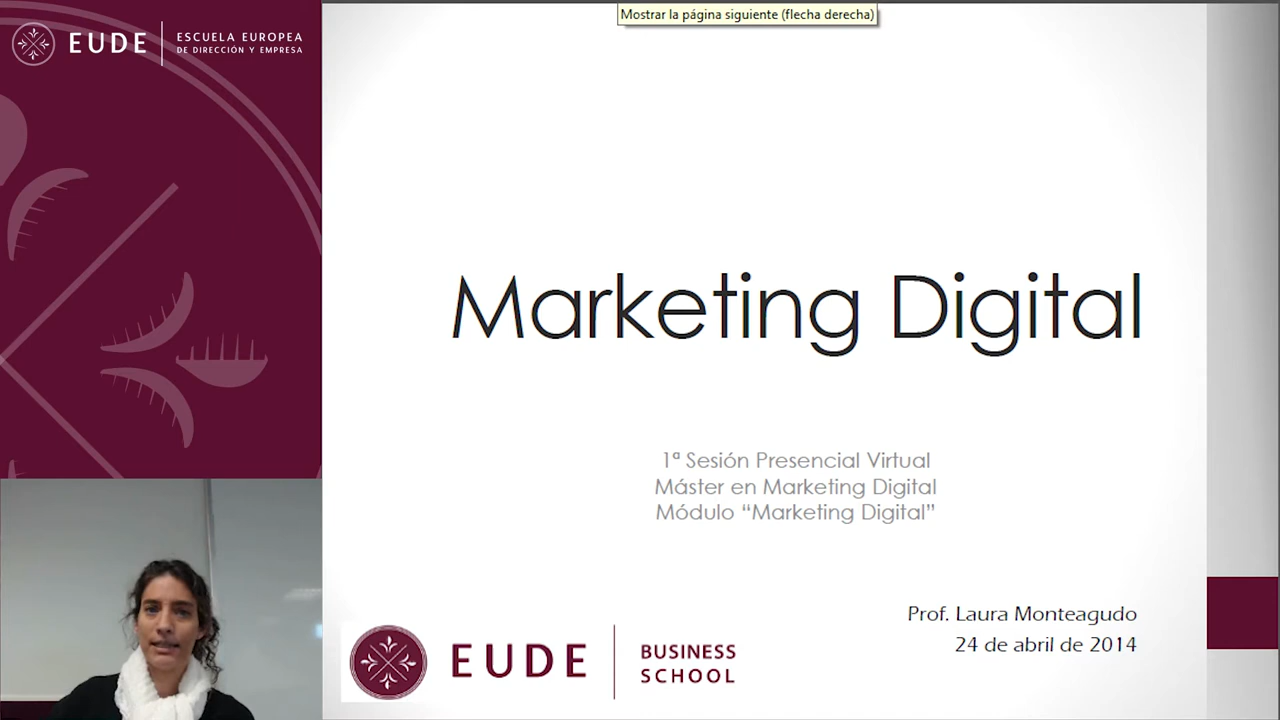 EUDE
ESCUELA EUROPEA
DE DIRECCIÓN Y EMPRESA
Mostrar la página siguiente (flecha derecha)
Marketing Digital
1ª Sesión Presencial Virtual
Máster en Marketing Digital
Módulo “Marketing Digital”
Prof. Laura Monteagudo
24 de abril de 2014
EUDE
BUSINESS
SCHOOL